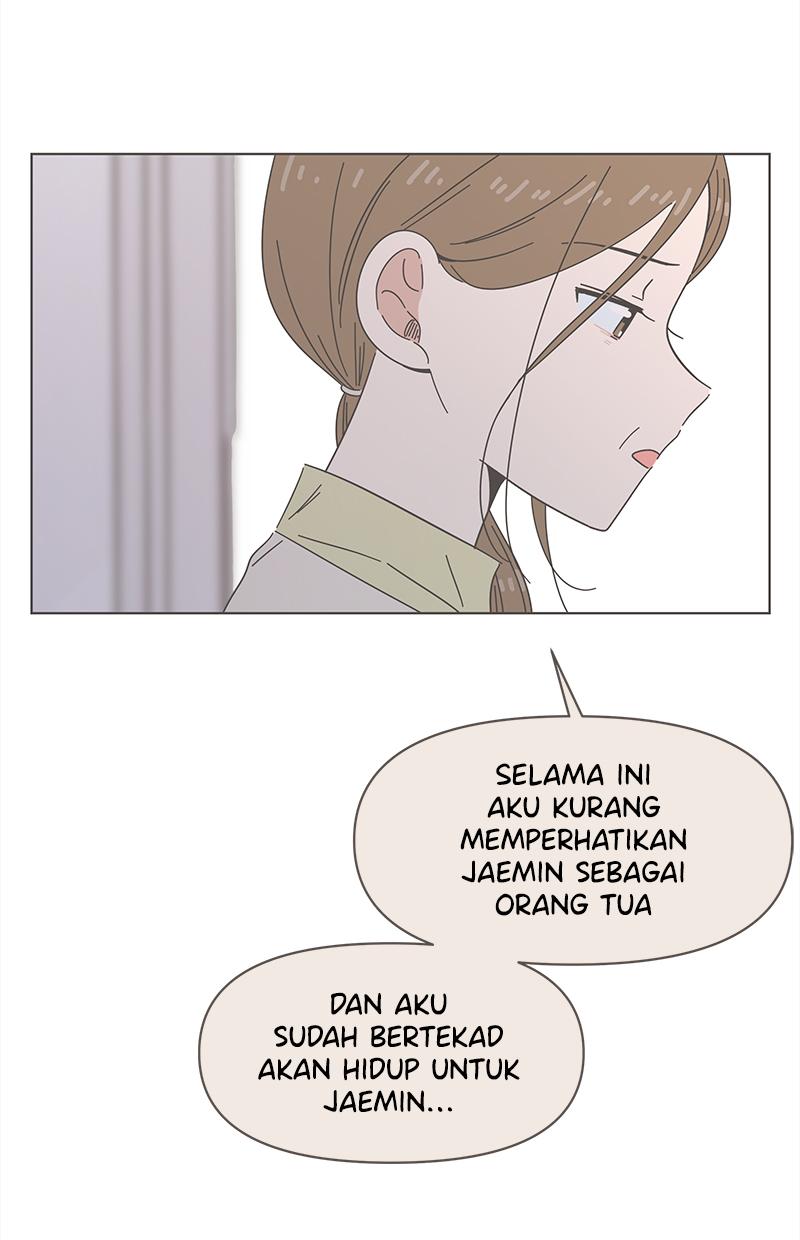 SELAMA INI
AKU KURANG
MEMPERHATIKAN
JAEMIN SEBAGAI
ORANG TUA
DAN AKU
SUDAH BERTEKAD
AKAN HIDUP UNTUK
JAEMIN...